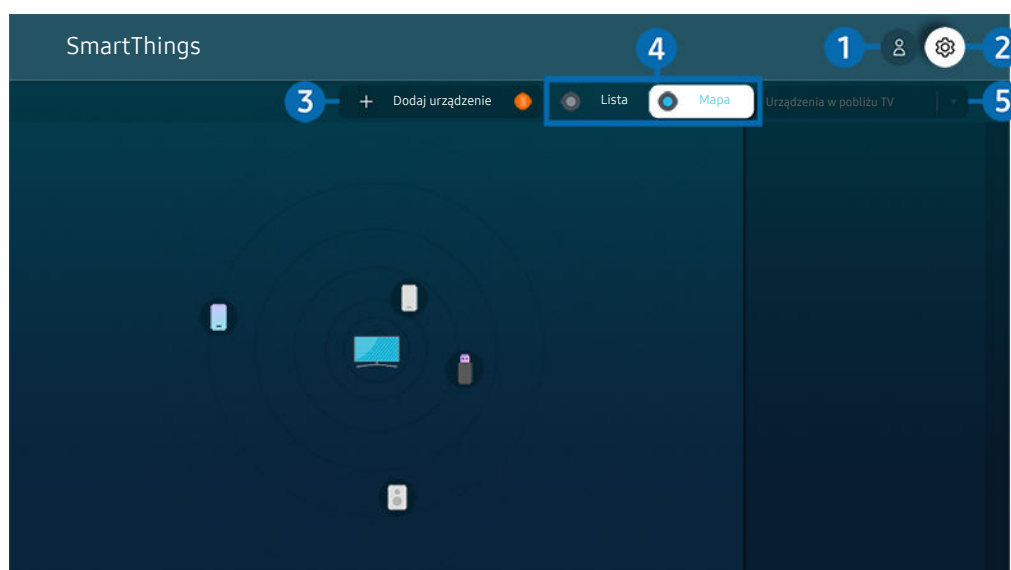 SmartThings
4
1
2
3
Dodaj urządzenie
Lista
Mapa
Urządzenia w pobliżu TV
5